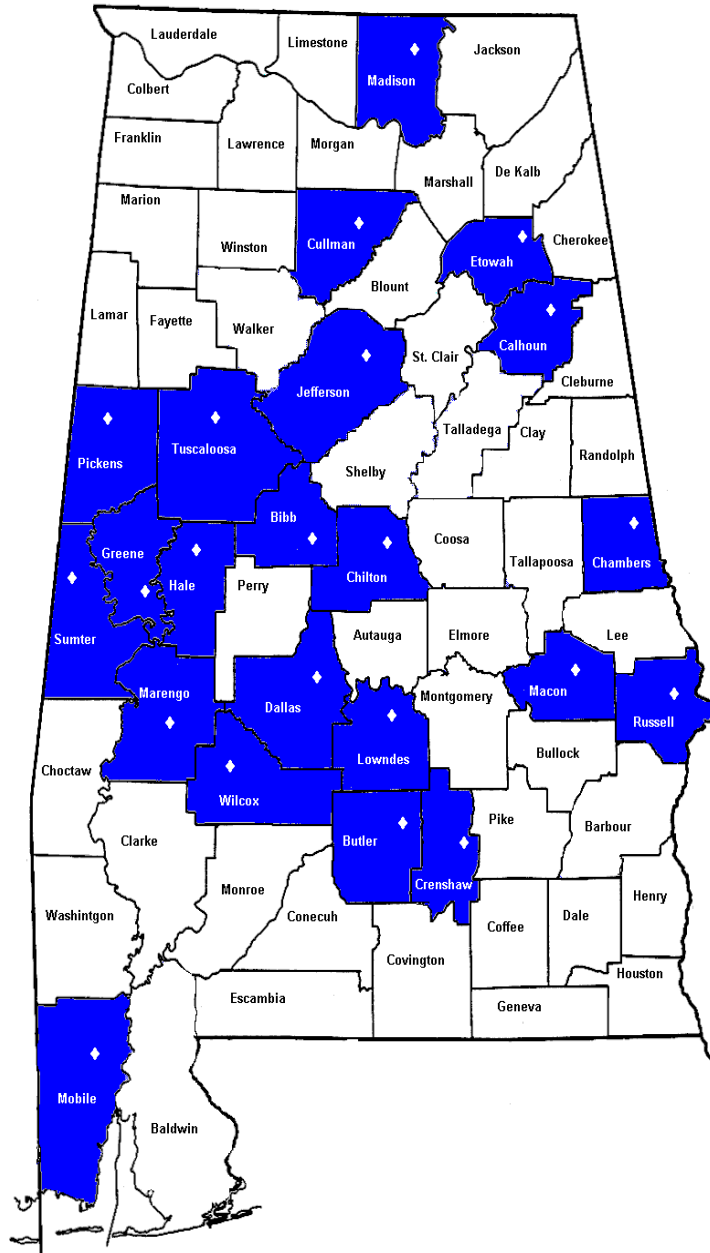 Lauderdale
Limestone
Madison
Jackson
Colbert
Franklin
Lawrence
Morgan
Marshall
De Kalb
Marion
Winston
Cullman
Etowah
Cherokee
Blount
Lamar
Fayette
Walker
St. Clair
Calhoun
Cleburne
Jefferson
Pickens
Tuscaloosa
Talladega
Clay
Randolph
Shelby
Bibb
Greene
Hale
Perry
Chilton
Coosa
Tallapoosa
Chambers
Sumter
Autauga
Elmore
Lee
Marengo
Dallas
Montgomery
Macon
Russell
Choctaw
Lowndes
Bullock
Wilcox
Clarke
Butler
Crenshaw
Pike
Barbour
Monroe
Washintgon
Conecuh
Coffee
Dale
Henry
Covington
Houston
Escambia
Geneva
Mobile
Baldwin